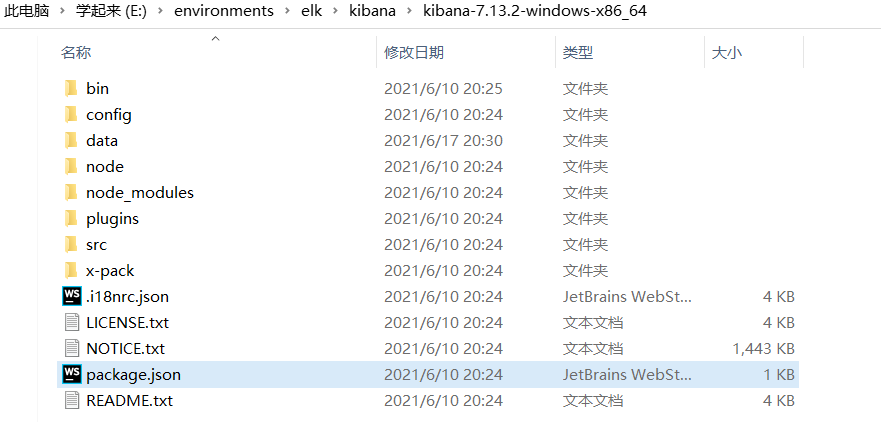 此电脑 > 学起来 (E:) > environments > elk > kibana > kibana-7.13.2-windows-x86_64
名称 修改日期 类型 大小
bin 2021/6/10 20:25 文件夹
config 2021/6/10 20:24 文件夹
data 2021/6/17 20:30 文件夹
node 2021/6/10 20:24 文件夹
node_modules 2021/6/10 20:24 文件夹
plugins 2021/6/10 20:24 文件夹
src 2021/6/10 20:24 文件夹
x-pack 2021/6/10 20:24 文件夹
WS .i18nrc.json 2021/6/10 20:24 JetBrains WebSt... 4 KB
LICENSE.txt 2021/6/10 20:24 文本文档 4 KB
NOTICE.txt 2021/6/10 20:24 文本文档 1,443 KB
WS package.json 2021/6/10 20:24 JetBrains WebSt... 1 KB
README.txt 2021/6/10 20:24 文本文档 4 KB